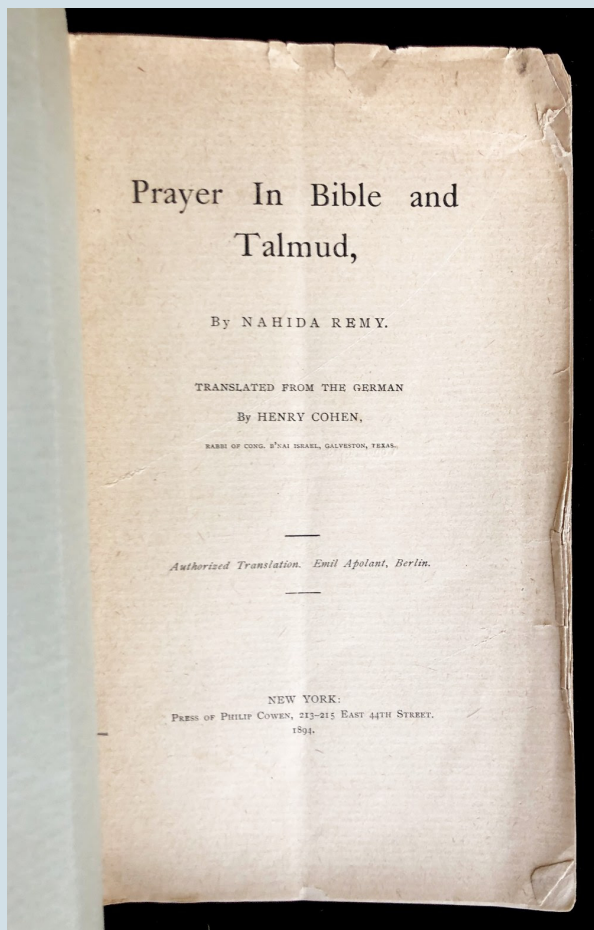 Prayer In Bible and
Talmud,
By NAHIDA REMY.
TRANSLATED FROM THE GERMAN
By HENRY COHEN,
RABBI OF CONG. B'NAI ISRAEL, GALVESTON, TEXAS.
Authorized Translation. Emil Apolant, Berlin.
NEW YORK:
PRESS OF PHILIP COWEN, 213-215 EAST 44TH STREET.
1894.